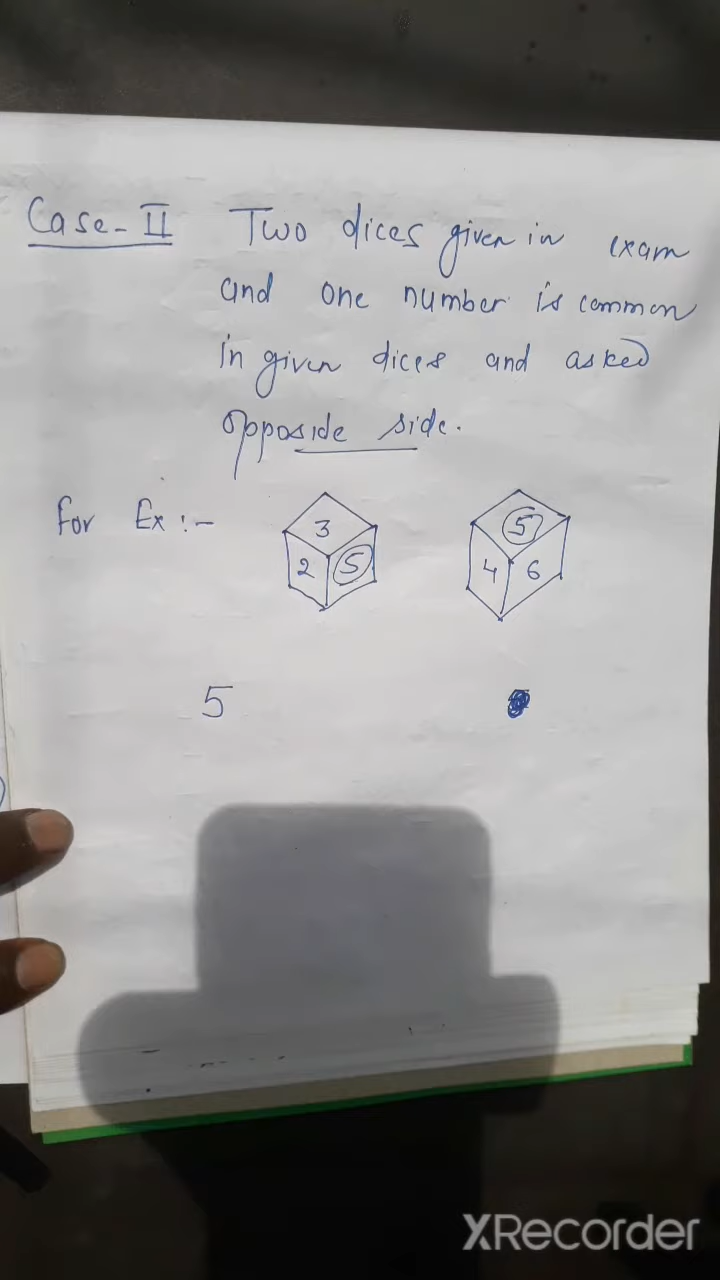 Case-II Two dices given in exam
and one number is common
in given dices and asked
opposide side.
for Ex :-
3
2 5
5
4 6
5
XRecorder